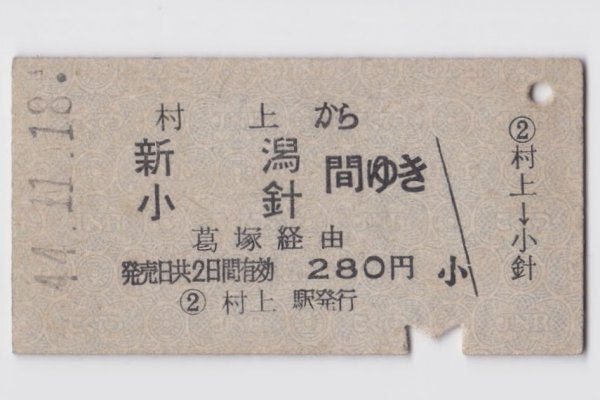 44.11.18.
村上から
新潟
小針
間ゆき
葛塚経由
発売日共2日間有効 280円 小
② 村上 駅発行
② 村上→小針
JNR